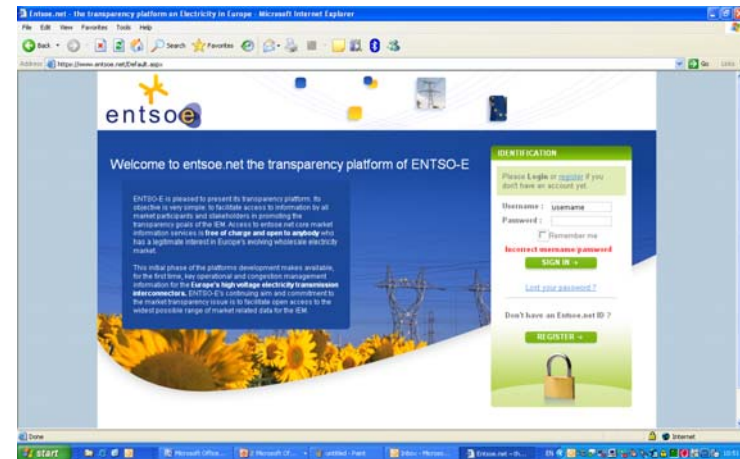 Entsoe.net - the transparency platform on Electricity in Europe - Microsoft Internet Explorer
File Edit View Favorites Tools Help
Back Search Favorites
Address https://www.entsoe.net/Default.aspx Go Links
entsoe
Welcome to entsoe.net the transparency platform of ENTSO-E
ENTSO-E is pleased to present its transparency platform. Its
objective is very simple: to facilitate access to information by all
market participants and stakeholders in promoting the
transparency goals of the IEM. Access to entsoe.net core market
information services is free of charge and open to anybody who
has a legitimate interest in Europe's evolving wholesale electricity
market.
This initial phase of the platforms development makes available,
for the first time, key operational and congestion management
information for the Europe's high voltage electricity transmission
interconnectors. ENTSO-E's continuing aim and commitment to
the market transparency issue is to facilitate open access to the
widest possible range of market related data for the IEM.
IDENTIFICATION
Please Login or register if you
don't have an account yet.
Username : username
Password :
Remember me
Incorrect username/password
SIGN IN
Lost your password ?
Don't have an Entsoe.net ID ?
REGISTER
Done Internet
start Microsoft Office... 2 Microsoft Of... untitled - Paint Inbox - Microso... Entsoe.net - th... EN 10:51